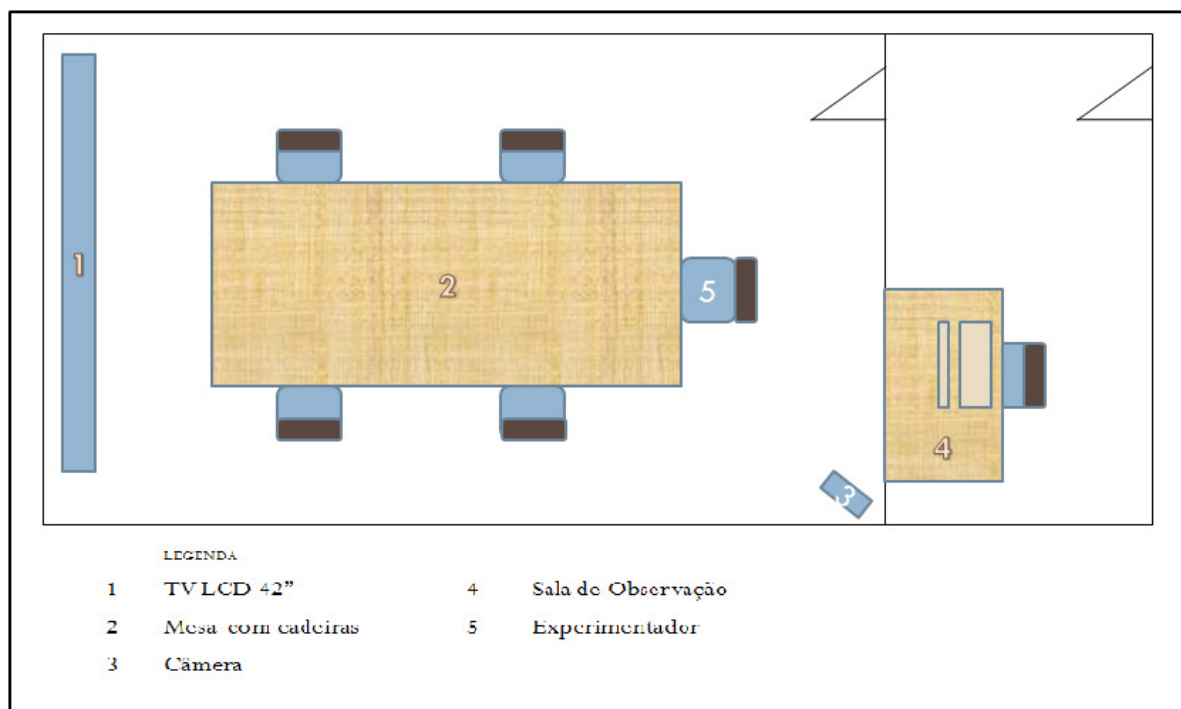 1
2
5
4
3
LEGENDA
1 TV LCD 42” 4 Sala de Observação
2 Mesa com cadeiras 5 Experimentador
3 Câmera